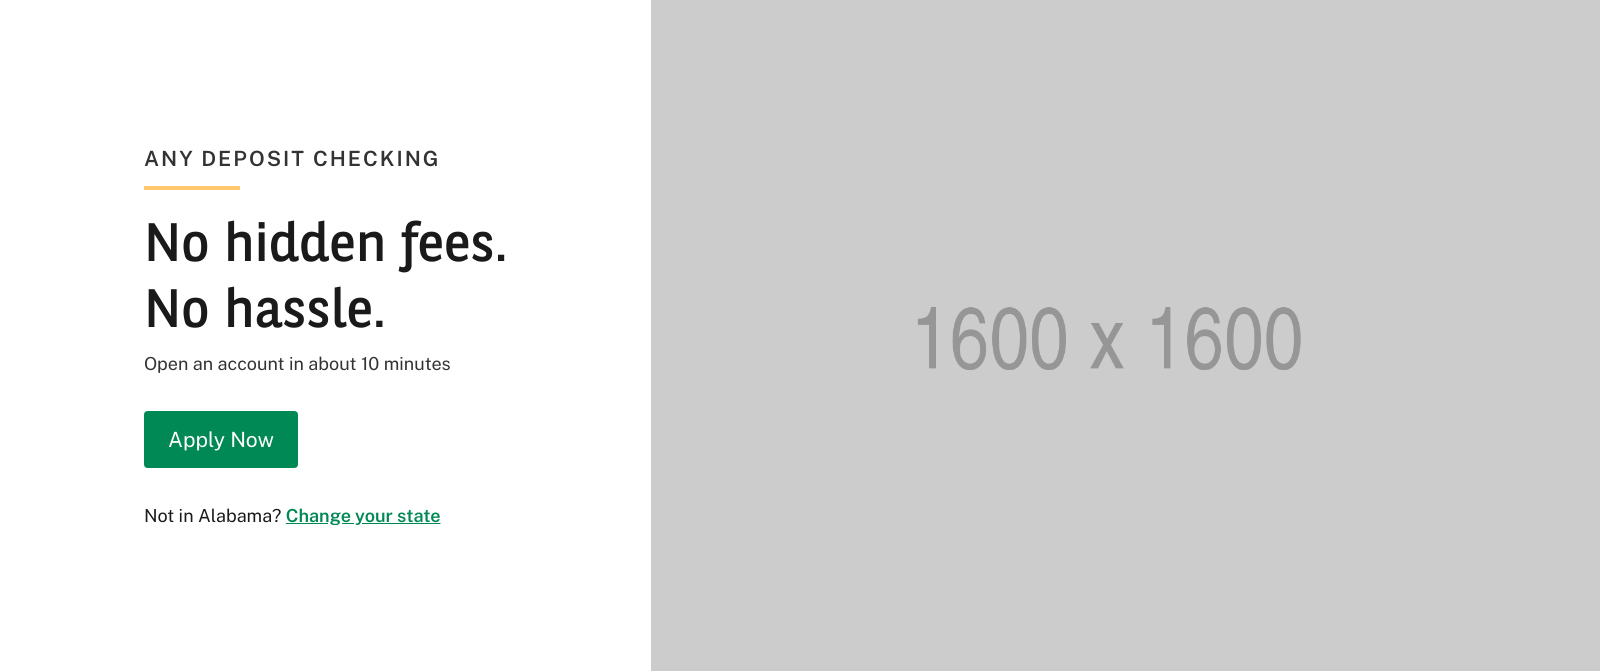 ANY DEPOSIT CHECKING
No hidden fees.
No hassle.
Open an account in about 10 minutes
Apply Now
Not in Alabama? Change your state
1600 x 1600